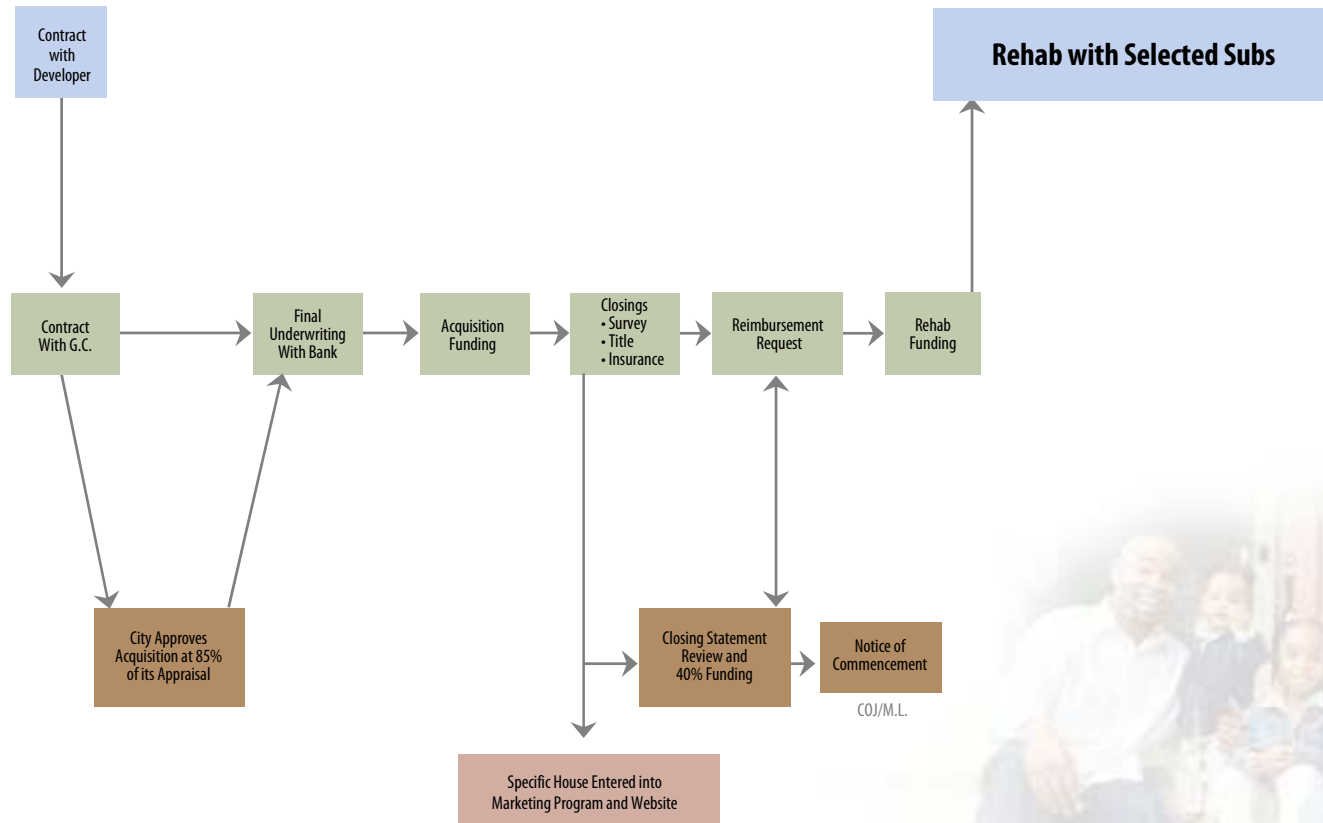 Contract
with
Developer
Rehab with Selected Subs
Contract
With G.C.
Final
Underwriting
With Bank
Acquisition
Funding
Closings
• Survey
• Title
• Insurance
Reimbursement
Request
Rehab
Funding
City Approves
Acquisition at 85%
of its Appraisal
Closing Statement
Review and
40% Funding
Notice of
Commencement
COJ/M.L.
Specific House Entered into
Marketing Program and Website